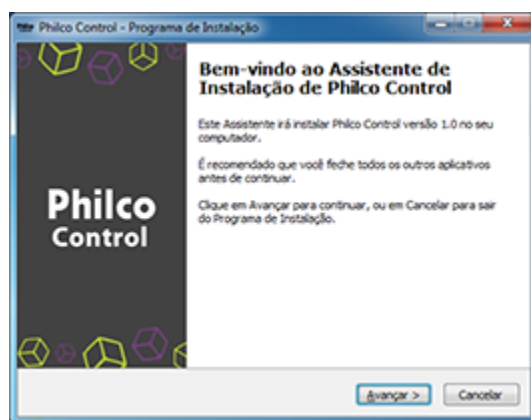 Philco Control - Programa de Instalação
Bem-vindo ao Assistente de
Instalação de Philco Control
Este Assistente irá instalar Philco Control versão 1.0 no seu
computador.
É recomendado que você feche todos os outros aplicativos
antes de continuar.
Clique em Avançar para continuar, ou em Cancelar para sair
do Programa de Instalação.
Philco
Control
Avançar >
Cancelar